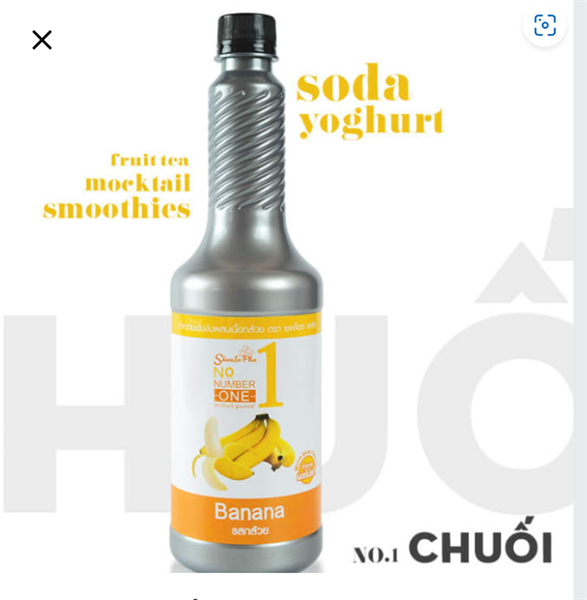 soda
yoghurt
fruit tea
mocktail
smoothies
HUỐ
1
NO
NUMBER
-ONE-
Banana
รสกล้วย
NO.1 CHUỐI